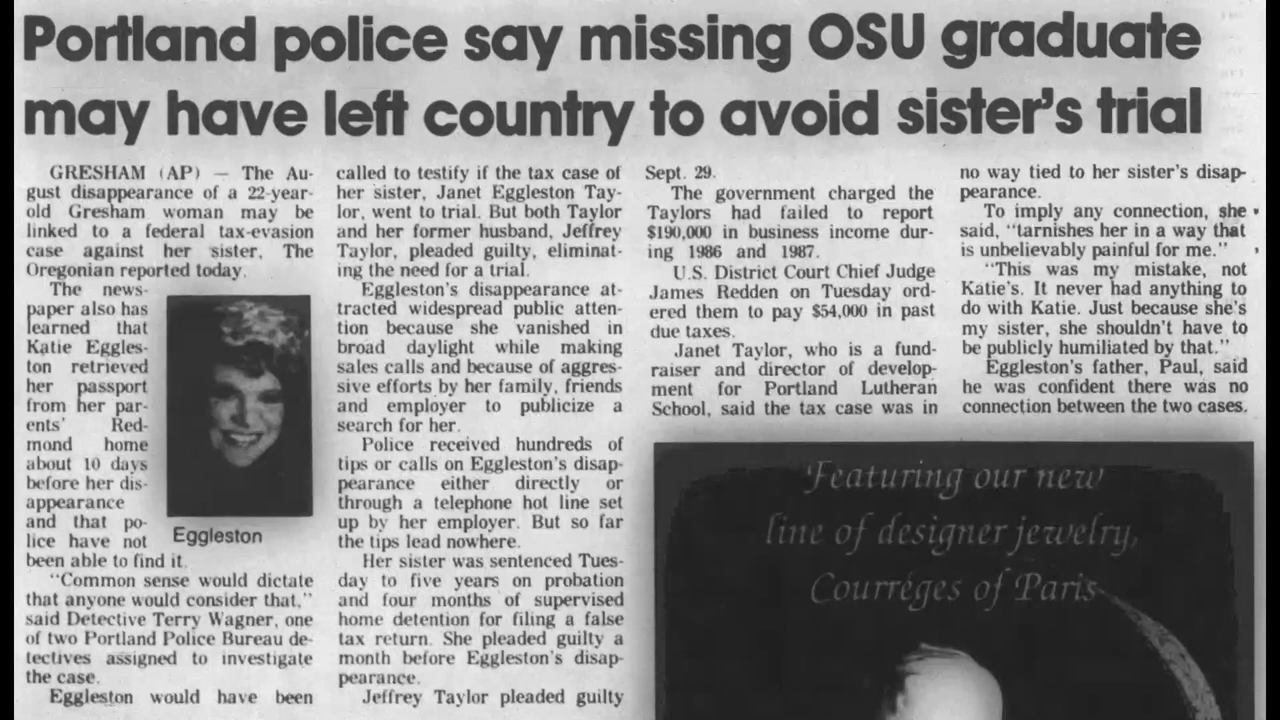 Portland police say missing OSU graduate
may have left country to avoid sister's trial
GRESHAM (AP) — The Au-
gust disappearance of a 22-year-
old Gresham woman may be
linked to a federal tax-evasion
case against her sister, The
Oregonian reported today.
The news-
paper also has
learned that
Katie Eggles-
ton retrieved
her passport
from her par-
ents' Red-
mond home
about 10 days
before her dis-
appearance
and that po-
lice have not
been able to find it.
Eggleston
"Common sense would dictate
that anyone would consider that,"
said Detective Terry Wagner, one
of two Portland Police Bureau de-
tectives assigned to investigate
the case.
Eggleston would have been
called to testify if the tax case of
her sister, Janet Eggleston Tay-
lor, went to trial. But both Taylor
and her former husband, Jeffrey
Taylor, pleaded guilty, eliminat-
ing the need for a trial.
Eggleston's disappearance at-
tracted widespread public atten-
tion because she vanished in
broad daylight while making
sales calls and because of aggres-
sive efforts by her family, friends
and employer to publicize a
search for her.
Police received hundreds of
tips or calls on Eggleston's disap-
pearance either directly or
through a telephone hot line set
up by her employer. But so far
the tips lead nowhere.
Her sister was sentenced Tues-
day to five years on probation
and four months of supervised
home detention for filing a false
tax return. She pleaded guilty a
month before Eggleston's disap-
pearance.
Jeffrey Taylor pleaded guilty
Sept. 29.
The government charged the
Taylors had failed to report
$190,000 in business income dur-
ing 1986 and 1987.
U.S. District Court Chief Judge
James Redden on Tuesday ord-
ered them to pay $54,000 in past
due taxes.
Janet Taylor, who is a fund-
raiser and director of develop-
ment for Portland Lutheran
School, said the tax case was in
no way tied to her sister's disap-
pearance.
To imply any connection, she
said, "tarnishes her in a way that
is unbelievably painful for me."
"This was my mistake, not
Katie's. It never had anything to
do with Katie. Just because she's
my sister, she shouldn't have to
be publicly humiliated by that."
Eggleston's father, Paul, said
he was confident there was no
connection between the two cases.
Featuring our new
line of designer jewelry,
Courréges of Paris